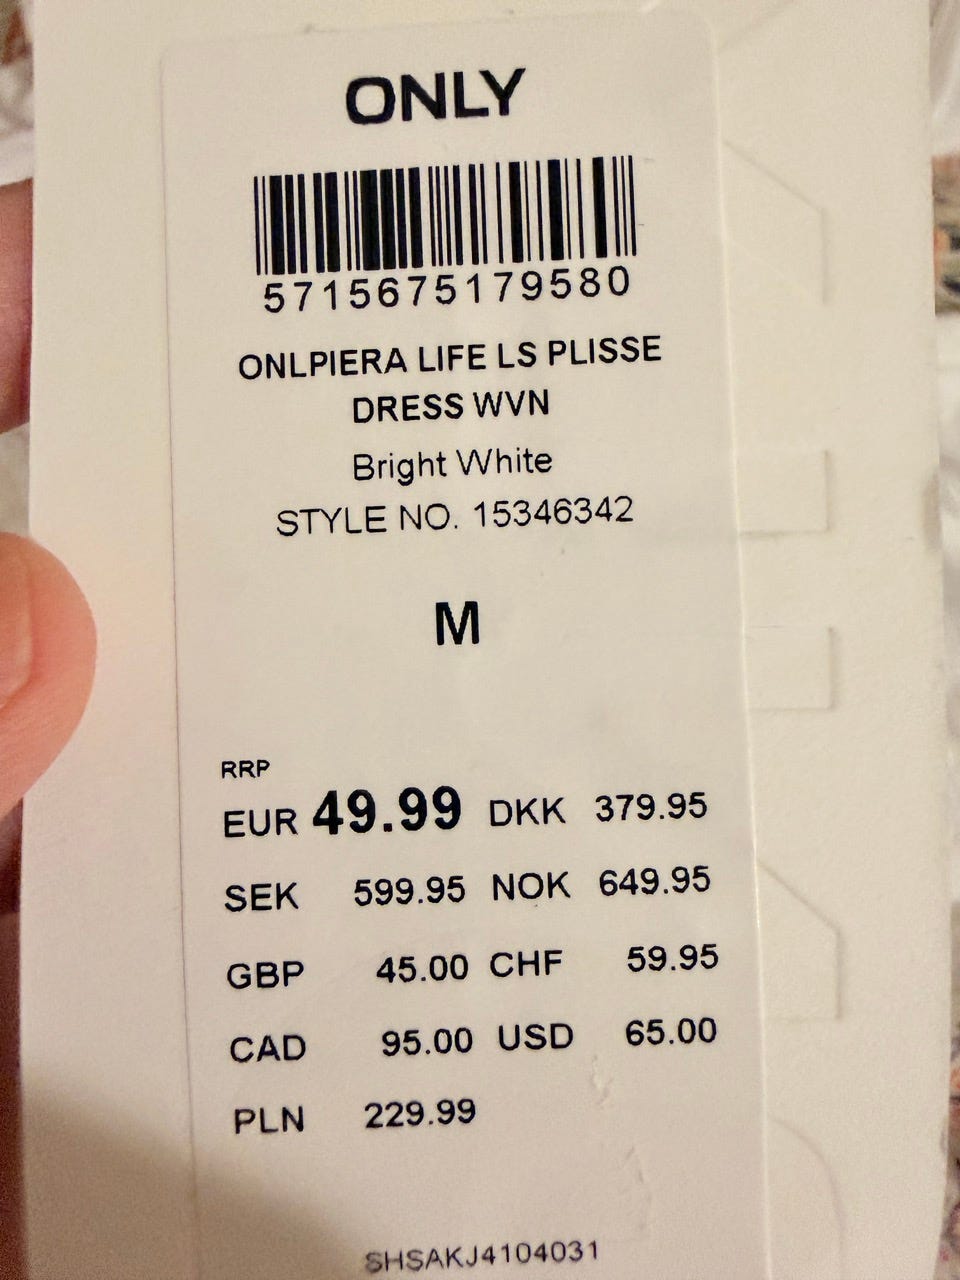 ONLY
5715675179580
ONLPIERA LIFE LS PLISSE
DRESS WVN
Bright White
STYLE NO. 15346342
M
RRP
EUR 49.99 DKK 379.95
SEK 599.95 NOK 649.95
GBP 45.00 CHF 59.95
CAD 95.00 USD 65.00
PLN 229.99
SHSAKJ4104031